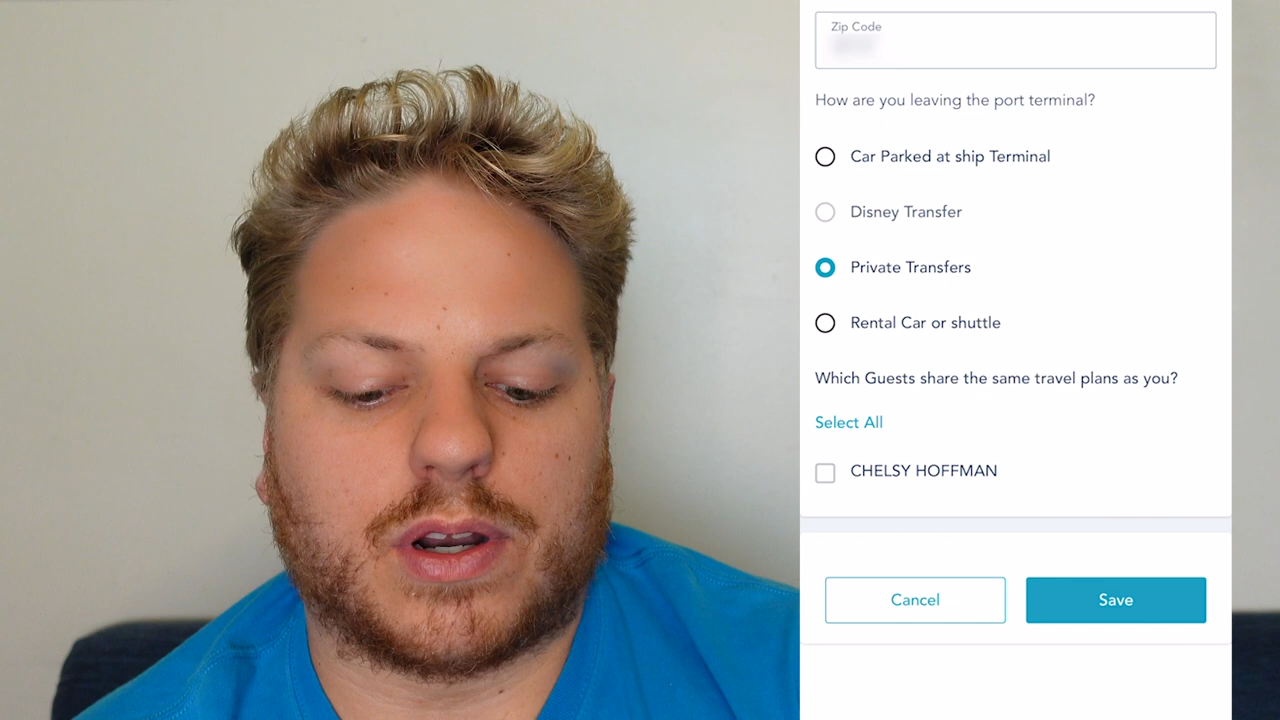 Zip Code
How are you leaving the port terminal?
Car Parked at ship Terminal
Disney Transfer
Private Transfers
Rental Car or shuttle
Which Guests share the same travel plans as you?
Select All
CHELSY HOFFMAN
Cancel
Save